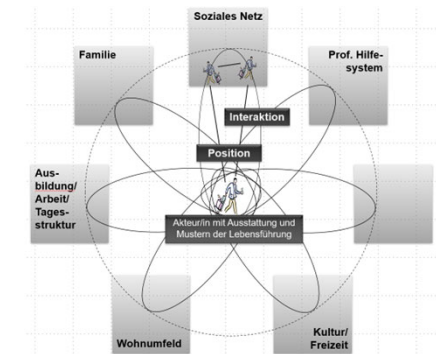 Soziales Netz
Familie
Prof. Hilfe-
system
Interaktion
Position
Aus-
bildung/
Arbeit/
Tages-
struktur
Akteur/in mit Ausstattung und
Mustern der Lebensführung
Wohnumfeld
Kultur/
Freizeit